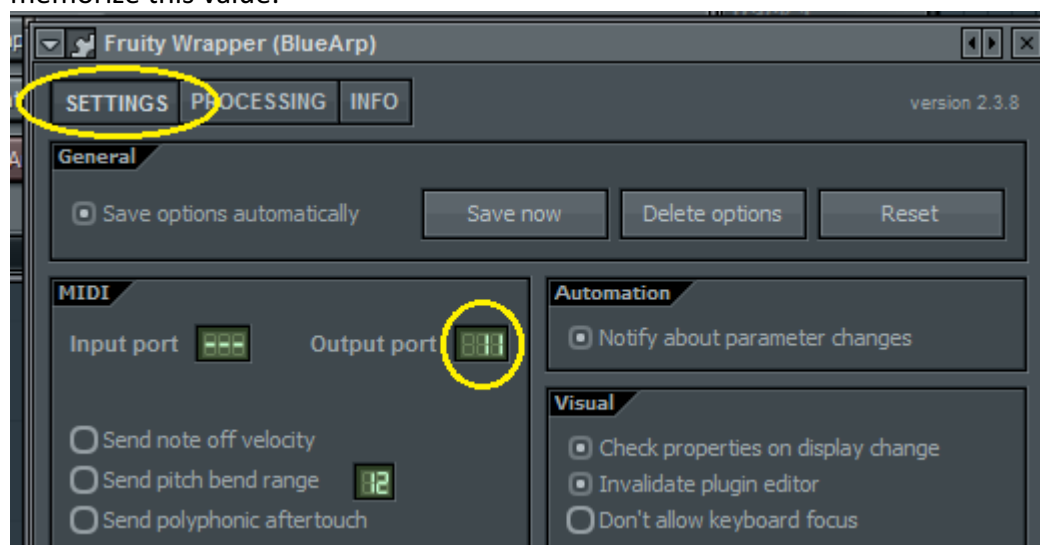 memorize this value.
Fruity Wrapper (BlueArp)
SETTINGS PROCESSING INFO
version 2.3.8
General
Save options automatically
Save now
Delete options
Reset
MIDI
Input port --- Output port 11
Send note off velocity
Send pitch bend range 12
Send polyphonic aftertouch
Automation
Notify about parameter changes
Visual
Check properties on display change
Invalidate plugin editor
Don't allow keyboard focus